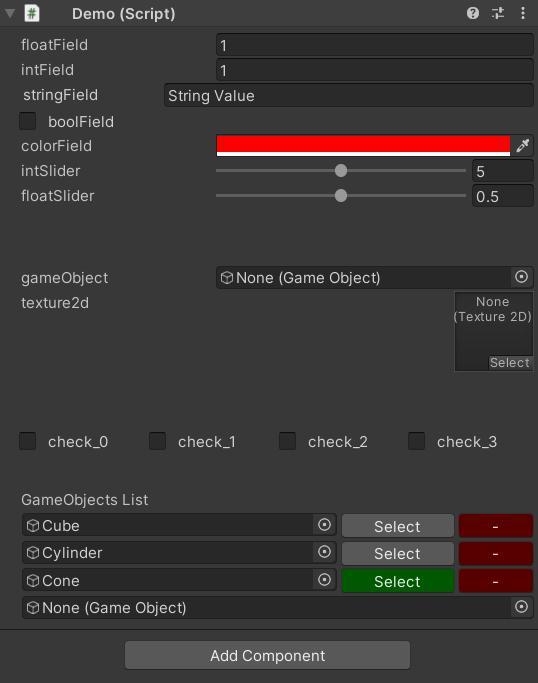 Demo (Script)
floatField 1
intField 1
stringField String Value
boolField
colorField
intSlider 5
floatSlider 0.5
gameObject None (Game Object)
texture2d None
(Texture 2D)
Select
check_0 check_1 check_2 check_3
GameObjects List
Cube Select -
Cylinder Select -
Cone Select -
None (Game Object)
Add Component